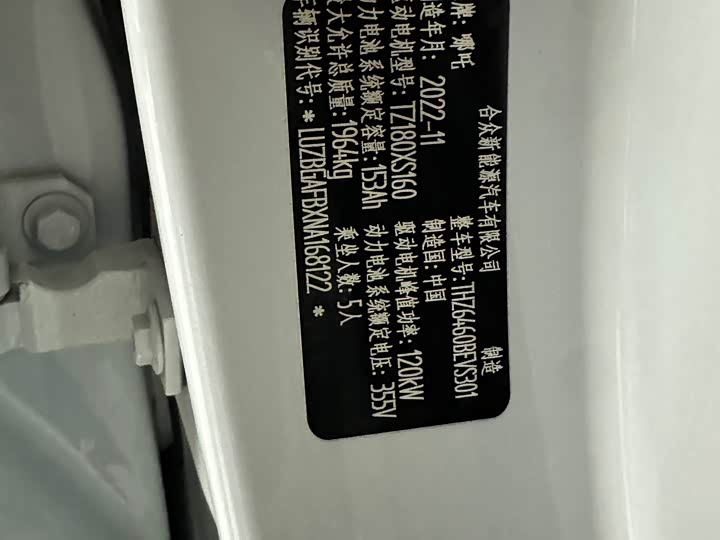 合众新能源汽车有限公司 制造
牌: 哪吒 整车型号: THZ6460BEVS301
造年月: 2022-11 制造国: 中国
动电机型号: TZ180XS160 驱动电机峰值功率: 120kW
力电池系统额定容量: 153Ah 动力电池系统额定电压: 355V
大允许总质量: 1964kg 乘坐人数: 5人
车辆识别代号: * LUZBGAFBXNA168122 *